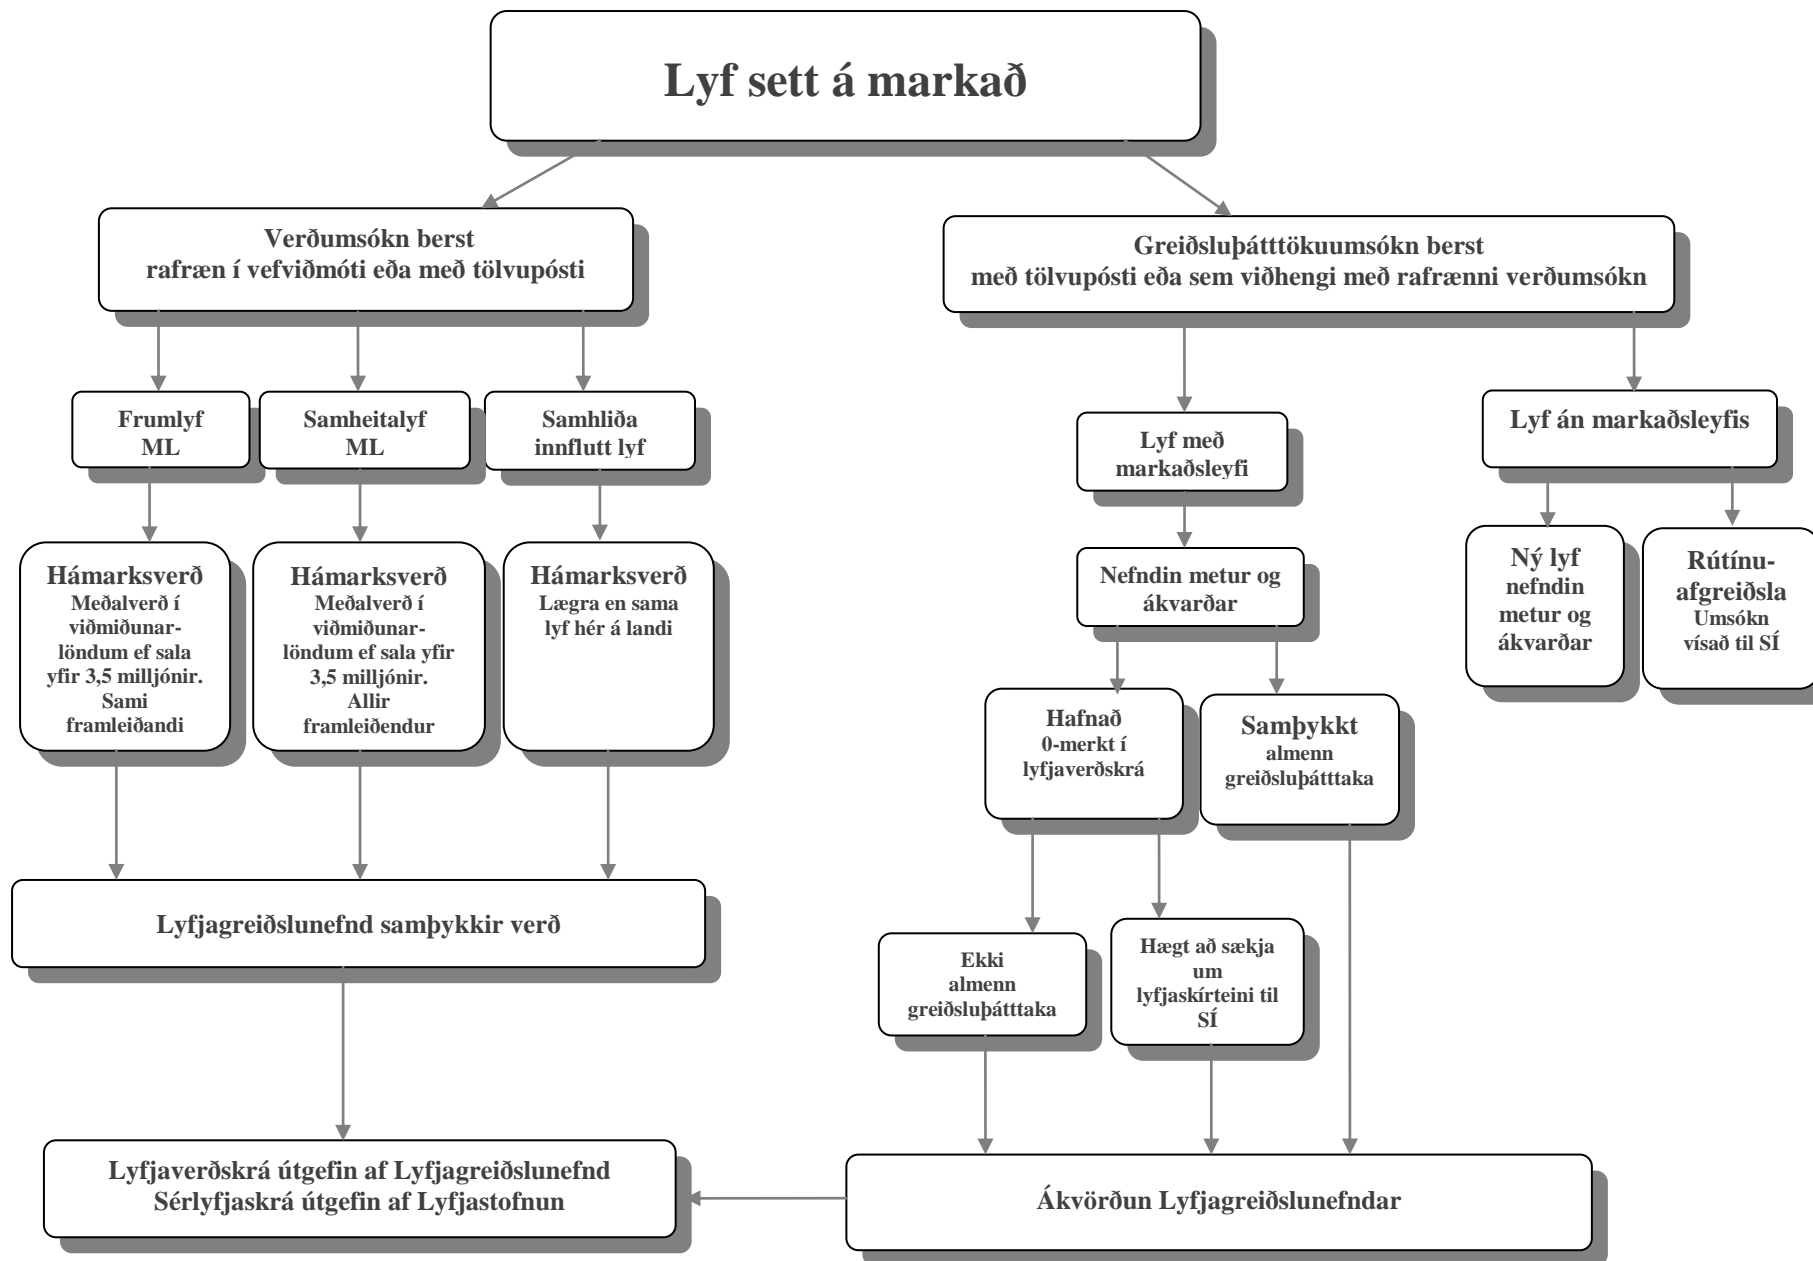 Lyf sett á markað
Verðumsókn berst
rafræn í vefviðmóti eða með tölvupósti
Greiðsluþátttökuumsókn berst
með tölvupósti eða sem viðhengi með rafrænni verðumsókn
Frumlyf
ML
Samheitalyf
ML
Samhliða
innflutt lyf
Lyf með
markaðsleyfi
Lyf án markaðsleyfis
Hámarksverð
Meðalverð í
viðmiðunar-
löndum ef sala
yfir 3,5 milljónir.
Sami
framleiðandi
Hámarksverð
Meðalverð í
viðmiðunar-
löndum ef sala yfir
3,5 milljónir.
Allir
framleiðendur
Hámarksverð
Lægra en sama
lyf hér á landi
Nefndin metur og
ákvarðar
Ný lyf
nefndin
metur og
ákvarðar
Rútínu-
afgreiðsla
Umsókn
vísað til SÍ
Hafnað
0-merkt í
lyfjaverðskrá
Samþykkt
almenn
greiðsluþátttaka
Lyfjagreiðslunefnd samþykkir verð
Ekki
almenn
greiðsluþátttaka
Hægt að sækja
um
lyfjaskírteini til
SÍ
Lyfjaverðskrá útgefin af Lyfjagreiðslunefnd
Sérlyfjaskrá útgefin af Lyfjastofnun
Ákvörðun Lyfjagreiðslunefndar